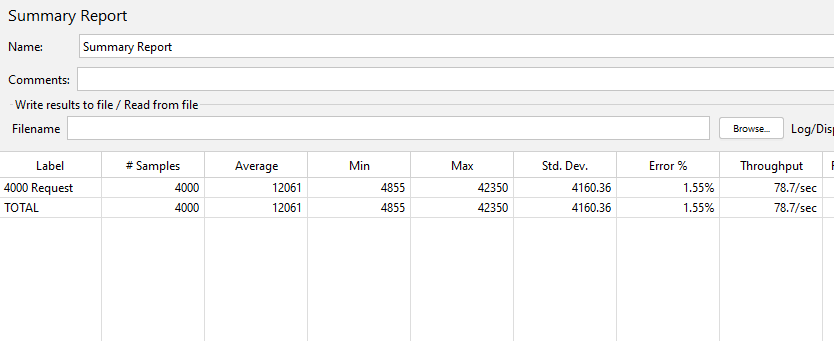 Summary Report
Name: Summary Report
Comments:
Write results to file / Read from file
Filename Browse... Log/Disp
Label # Samples Average Min Max Std. Dev. Error % Throughput
4000 Request 4000 12061 4855 42350 4160.36 1.55% 78.7/sec
TOTAL 4000 12061 4855 42350 4160.36 1.55% 78.7/sec